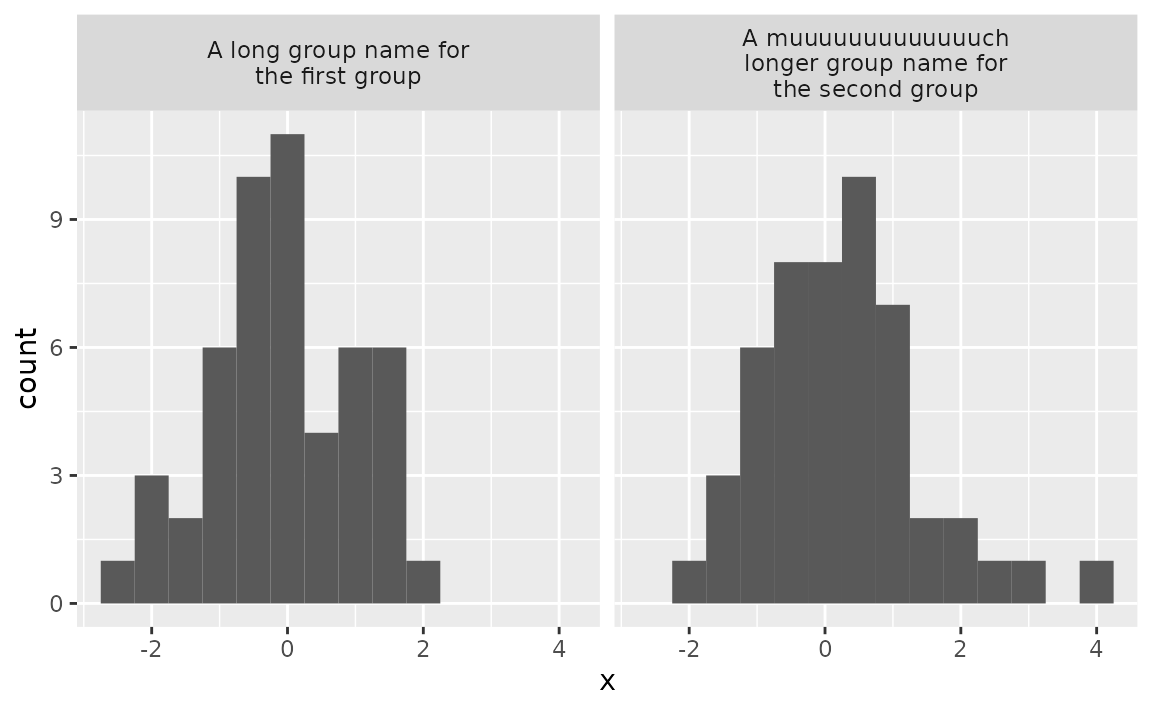 A long group name for
the first group
A muuuuuuuuuuuuuch
longer group name for
the second group
count
9
6
3
0
-2 0 2 4
-2 0 2 4
x